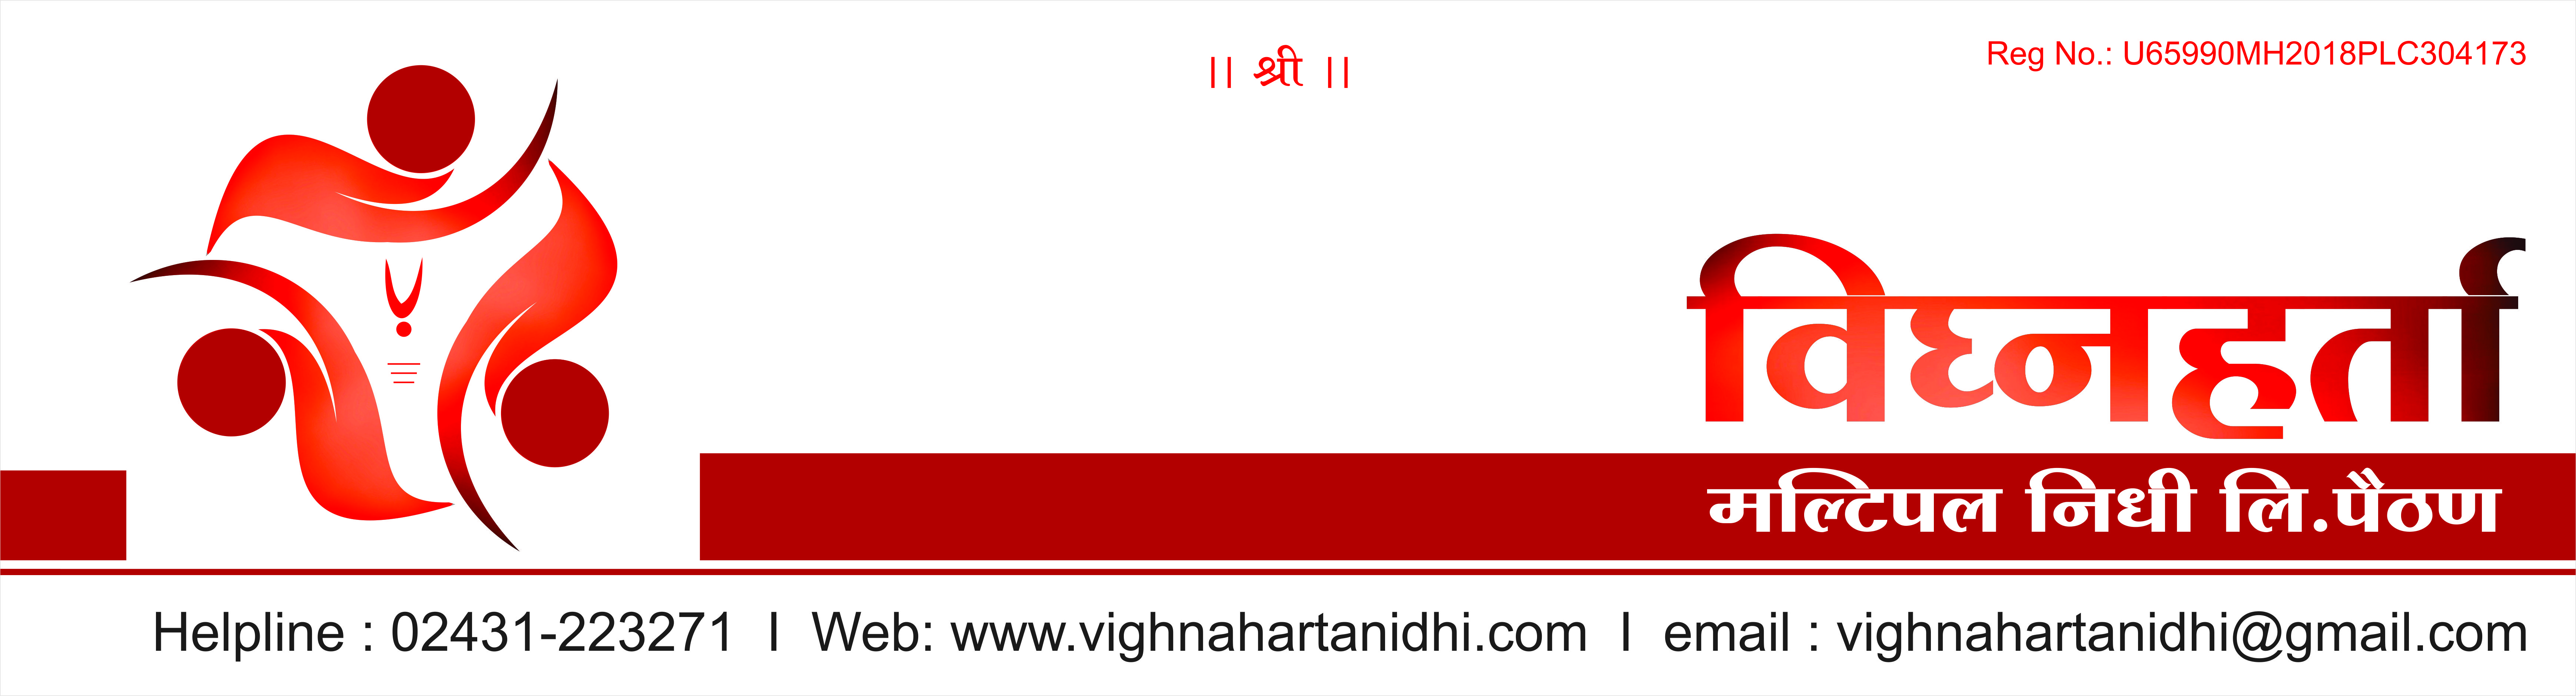 ।। श्री ।।
Reg No.: U65990MH2018PLC304173
विघ्नहर्ता
मल्टिपल निधी लि.पैठण
Helpline : 02431-223271 I Web: www.vighnahartanidhi.com I email : vighnahartanidhi@gmail.com